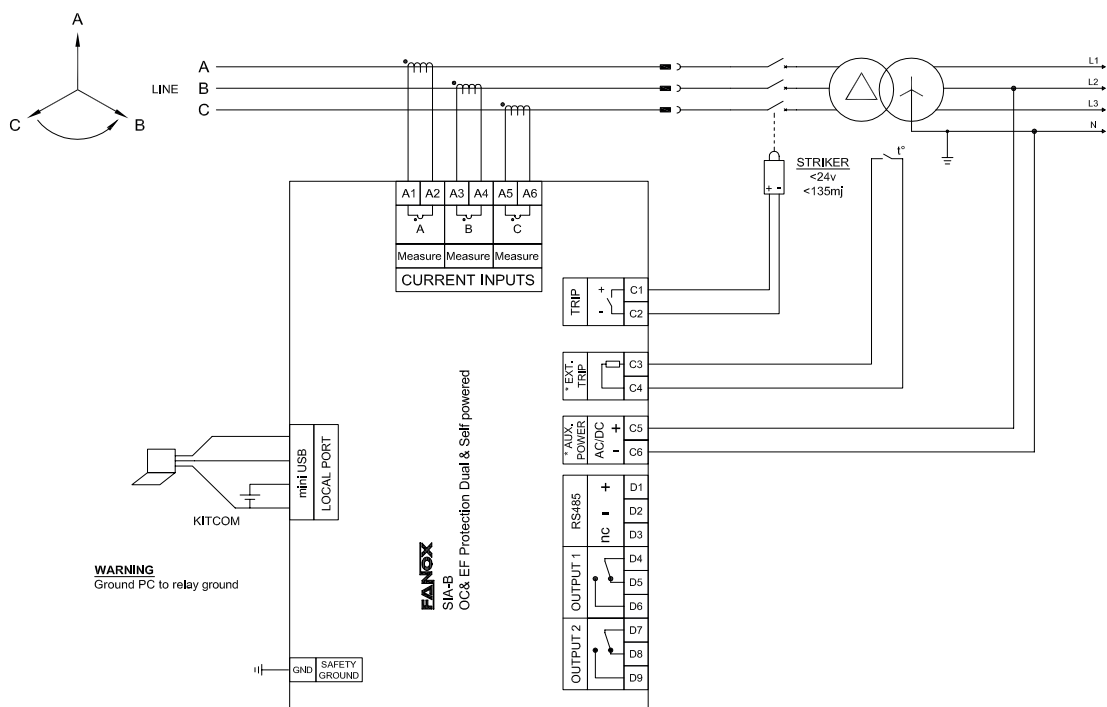 A
C
B
LINE
A
B
C
L1
L2
L3
N
t°
STRIKER
<24v
<135mj
+ -
A1 A2 A3 A4 A5 A6
A B C
Measure Measure Measure
CURRENT INPUTS
TRIP
+
-
C1
C2
* EXT.
TRIP
C3
C4
* AUX.
POWER
AC/DC
+
-
C5
C6
RS485
+
-
nc
D1
D2
D3
OUTPUT 1
D4
D5
D6
OUTPUT 2
D7
D8
D9
mini USB
LOCAL PORT
KITCOM
WARNING
Ground PC to relay ground
FANOX
SIA-B
OC& EF Protection Dual & Self powered
GND
SAFETY
GROUND